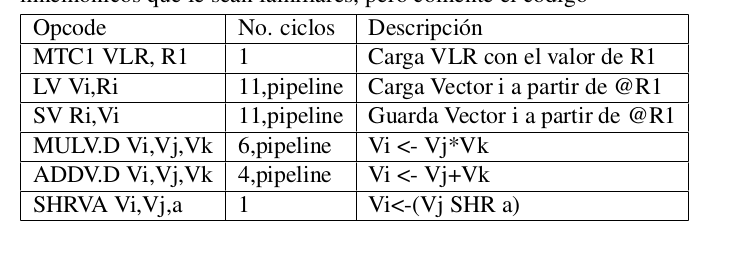 mnemónicos que le sean familiares, pero comente el código
Opcode No. ciclos Descripción
MTC1 VLR, R1 1 Carga VLR con el valor de R1
LV Vi,Ri 11,pipeline Carga Vector i a partir de @R1
SV Ri,Vi 11,pipeline Guarda Vector i a partir de @R1
MULV.D Vi,Vj,Vk 6,pipeline Vi <- Vj*Vk
ADDV.D Vi,Vj,Vk 4,pipeline Vi <- Vj+Vk
SHRVA Vi,Vj,a 1 Vi<-(Vj SHR a)